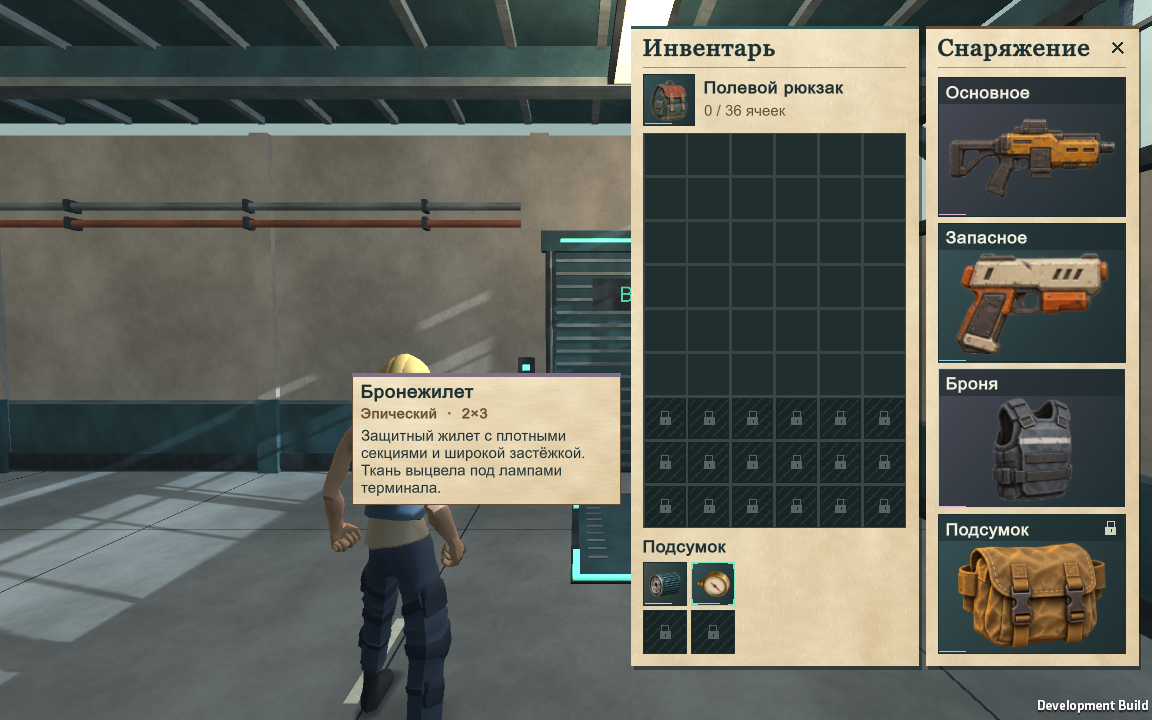 Инвентарь
Полевой рюкзак
0 / 36 ячеек
Подсумок
Снаряжение
Основное
Запасное
Броня
Подсумок
Бронежилет
Эпический · 2×3
Защитный жилет с плотными
секциями и широкой застёжкой.
Ткань выцвела под лампами
терминала.
Development Build